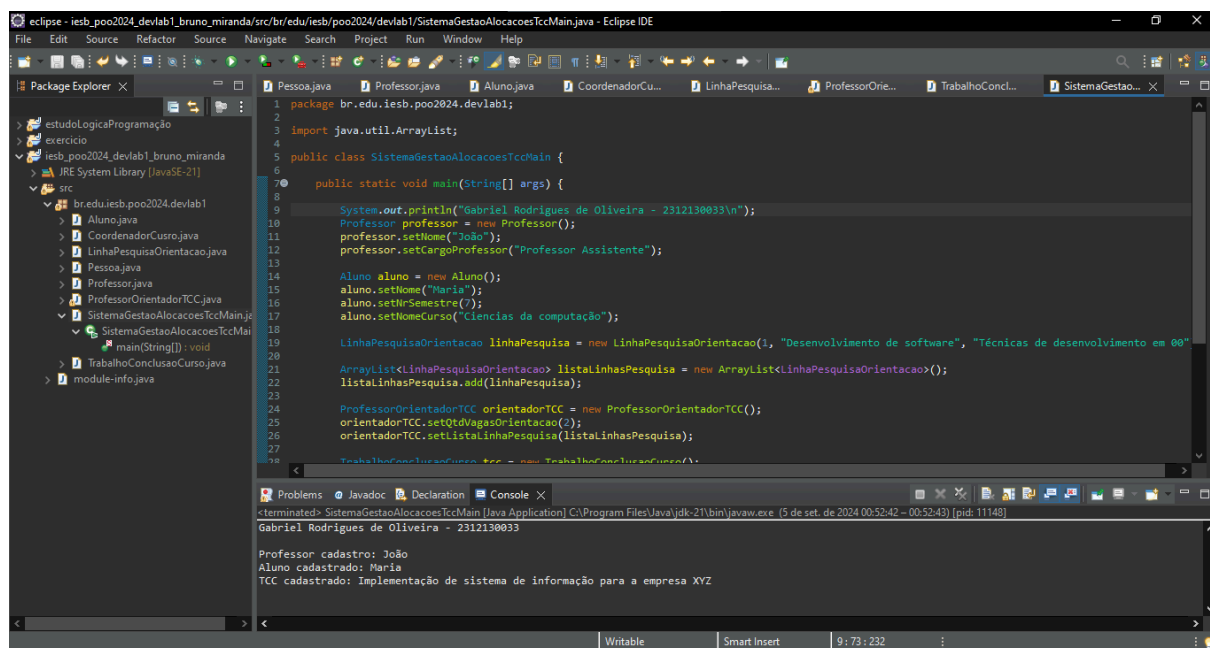 eclipse - iesb_poo2024_devlab1_bruno_miranda/src/br/edu/iesb/poo2024/devlab1/SistemaGestaoAlocacoesTccMain.java - Eclipse IDE
File Edit Source Refactor Source Navigate Search Project Run Window Help
Package Explorer
estudoLogicaProgramação
exercicio
iesb_poo2024_devlab1_bruno_miranda
JRE System Library [JavaSE-21]
src
br.edu.iesb.poo2024.devlab1
Aluno.java
CoordenadorCusro.java
LinhaPesquisaOrientacao.java
Pessoa.java
Professor.java
ProfessorOrientadorTCC.java
SistemaGestaoAlocacoesTccMain.ja
SistemaGestaoAlocacoesTccMai
main(String[]) : void
TrabalhoConclusaoCurso.java
module-info.java
Pessoa.java Professor.java Aluno.java CoordenadorCu... LinhaPesquisa... ProfessorOrie... TrabalhoConcl... SistemaGestao...
1 package br.edu.iesb.poo2024.devlab1;
2
3 import java.util.ArrayList;
4
5 public class SistemaGestaoAlocacoesTccMain {
6
7 public static void main(String[] args) {
8
9 System.out.println("Gabriel Rodrigues de Oliveira - 2312130033\n");
10 Professor professor = new Professor();
11 professor.setNome("João");
12 professor.setCargoProfessor("Professor Assistente");
13
14 Aluno aluno = new Aluno();
15 aluno.setNome("Maria");
16 aluno.setNrSemestre(7);
17 aluno.setNomeCurso("Ciencias da computação");
18
19 LinhaPesquisaOrientacao linhaPesquisa = new LinhaPesquisaOrientacao(1, "Desenvolvimento de software", "Técnicas de desenvolvimento em 00"
20
21 ArrayList<LinhaPesquisaOrientacao> listaLinhasPesquisa = new ArrayList<LinhaPesquisaOrientacao>();
22 listaLinhasPesquisa.add(linhaPesquisa);
23
24 ProfessorOrientadorTCC orientadorTCC = new ProfessorOrientadorTCC();
25 orientadorTCC.setQtdVagasOrientacao(2);
26 orientadorTCC.setListaLinhaPesquisa(listaLinhasPesquisa);
27
28 TrabalhoConclusaoCurso tcc = new TrabalhoConclusaoCurso();
Problems Javadoc Declaration Console
<terminated> SistemaGestaoAlocacoesTccMain [Java Application] C:\Program Files\Java\jdk-21\bin\javaw.exe (5 de set. de 2024 00:52:42 – 00:52:43) [pid: 11148]
Gabriel Rodrigues de Oliveira - 2312130033
Professor cadastro: João
Aluno cadastrado: Maria
TCC cadastrado: Implementação de sistema de informação para a empresa XYZ
Writable Smart Insert 9 : 73 : 232